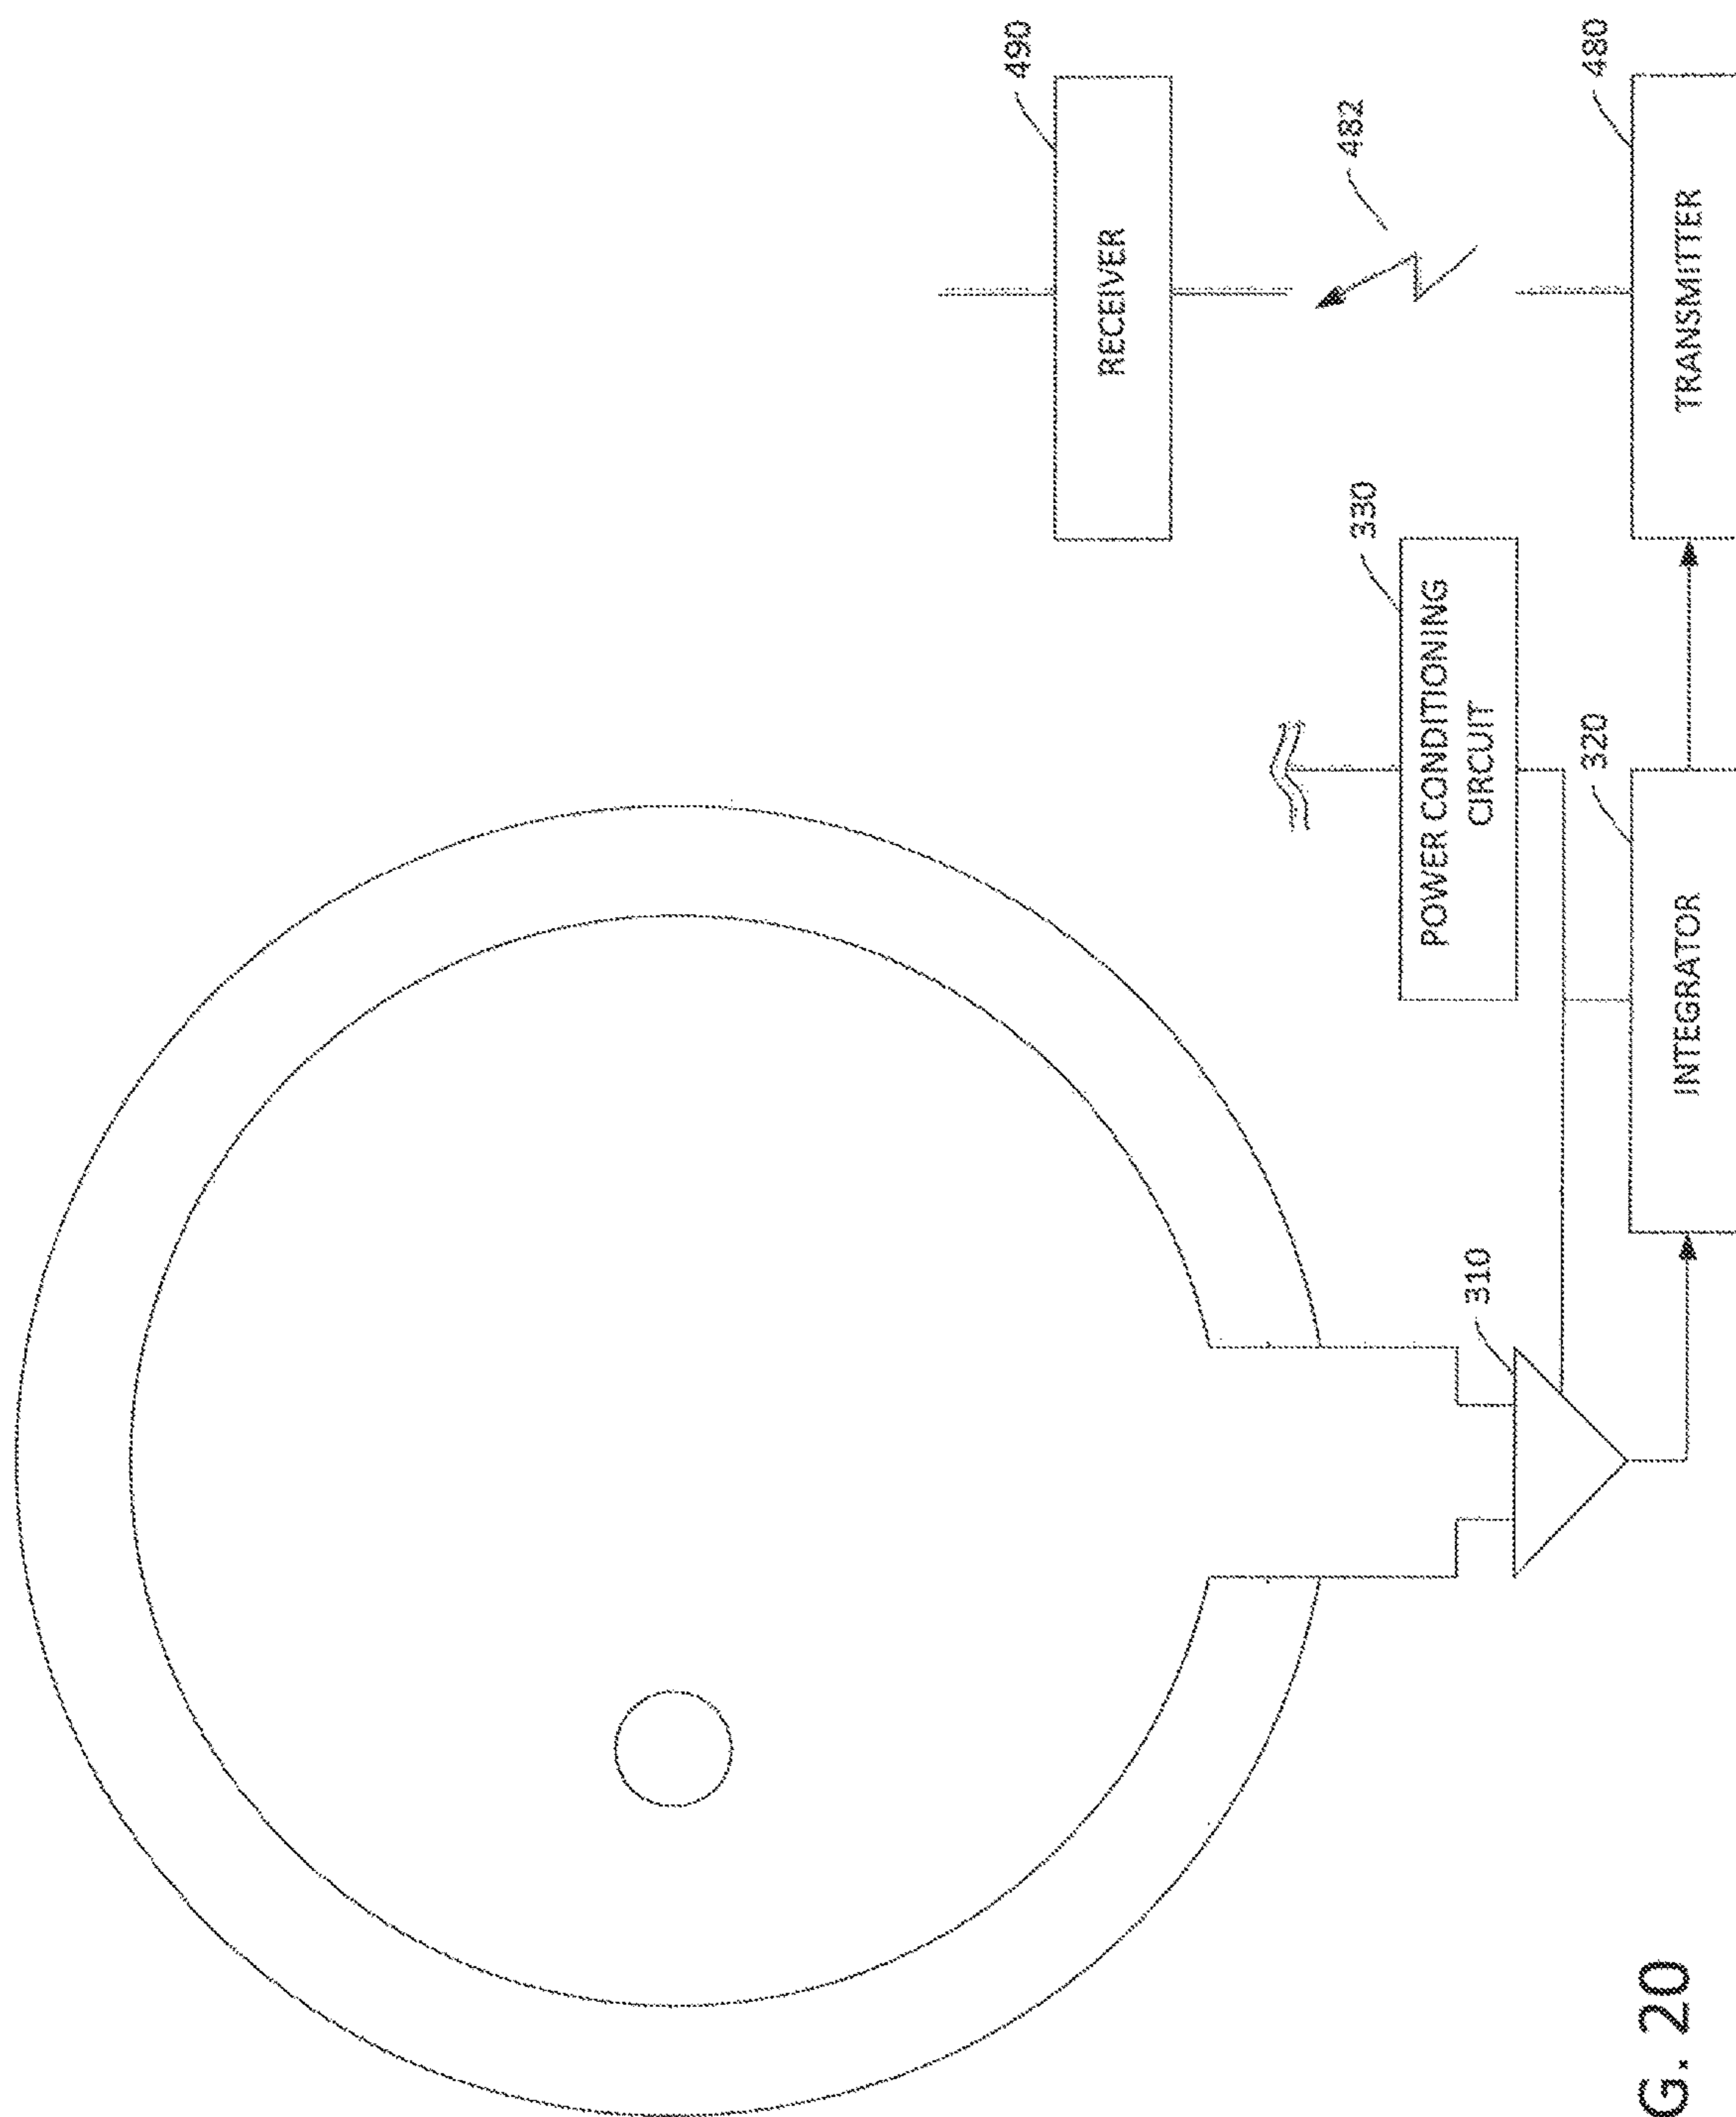 490
RECEIVER
482
480
TRANSMITTER
330
POWER CONDITIONING
CIRCUIT
320
INTEGRATOR
310
G. 20